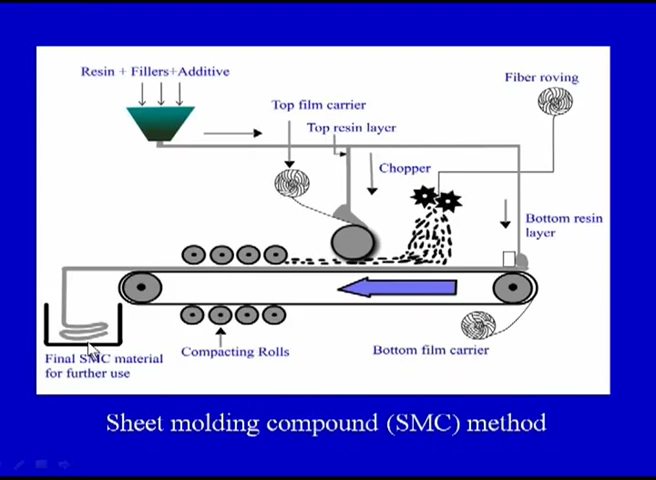 Resin + Fillers+Additive
Fiber roving
Top film carrier
Top resin layer
Chopper
Bottom resin
layer
Compacting Rolls
Bottom film carrier
Final SMC material
for further use
Sheet molding compound (SMC) method